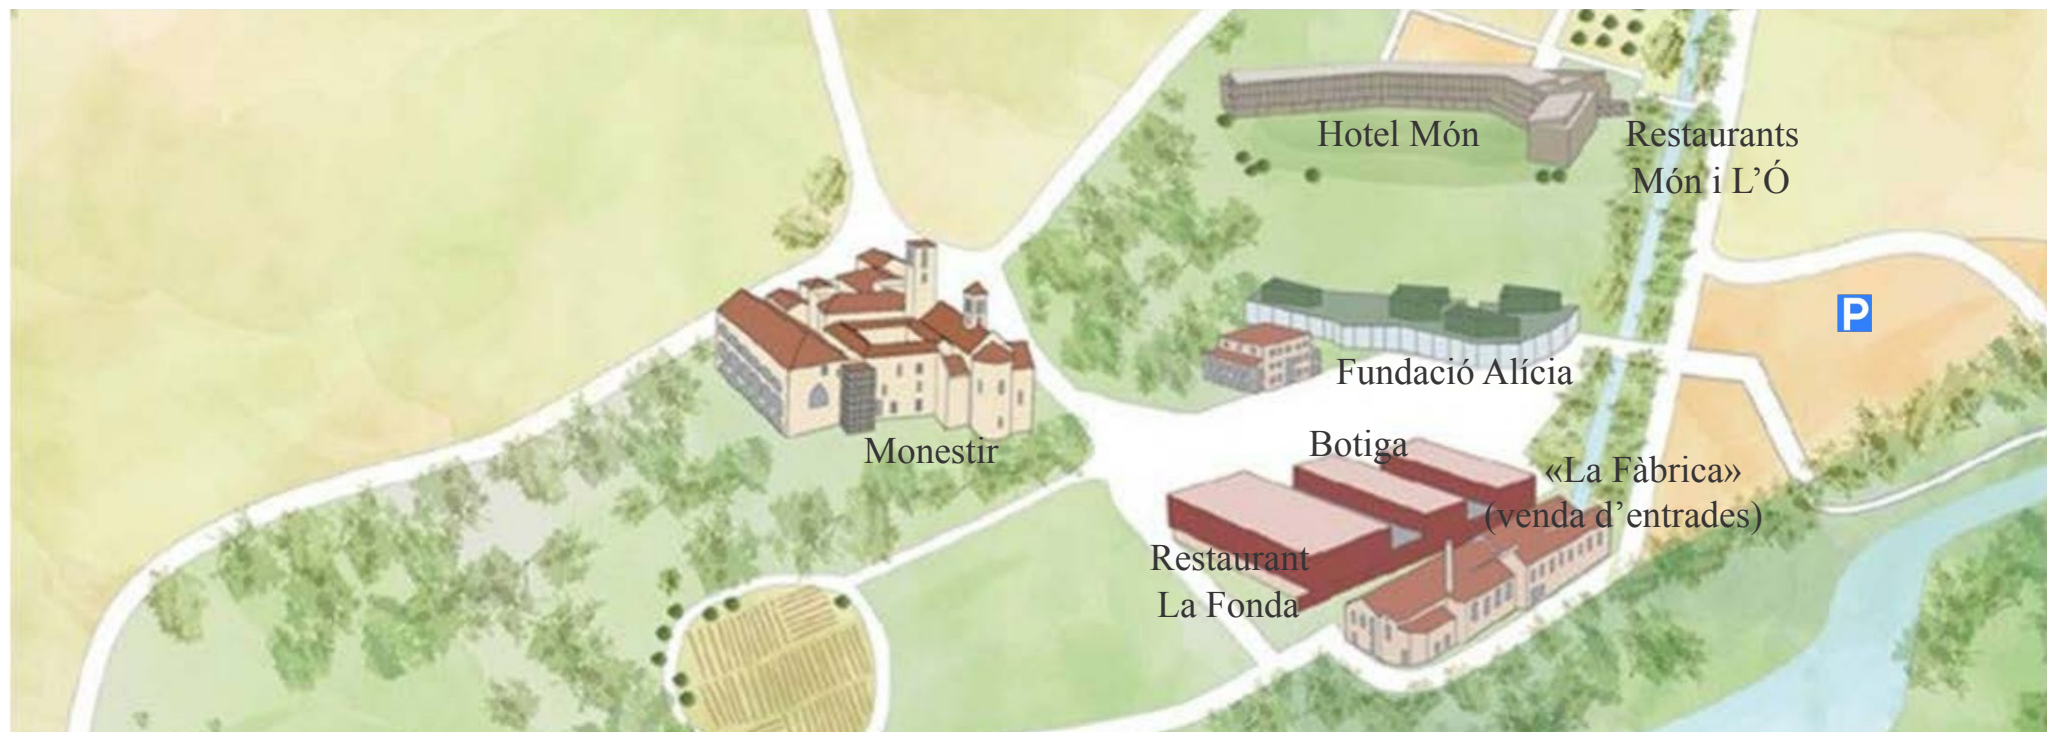 Hotel Món
Restaurants
Món i L’Ó
P
Fundació Alícia
Botiga
Monestir
«La Fàbrica»
(venda d’entrades)
Restaurant
La Fonda